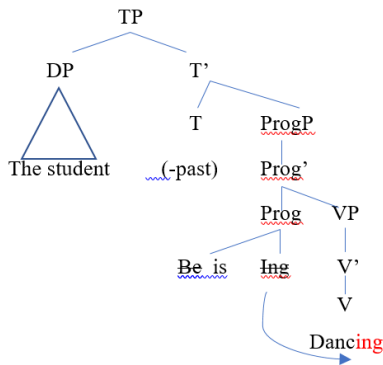 TP
DP T’
T ProgP
The student (-past) Prog’
Prog VP
Be is Ing V’
V
Dancing